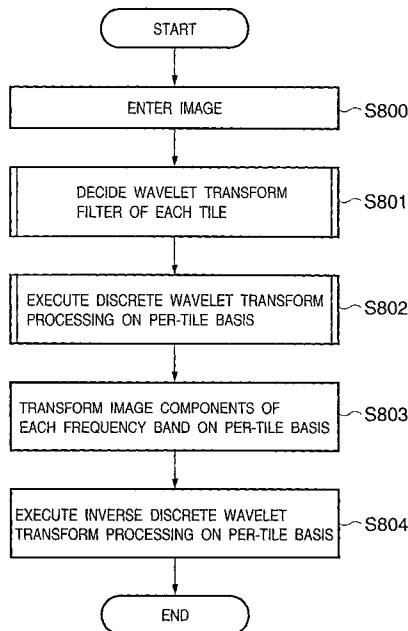 START
ENTER IMAGE
S800
DECIDE WAVELET TRANSFORM
FILTER OF EACH TILE
S801
EXECUTE DISCRETE WAVELET TRANSFORM
PROCESSING ON PER-TILE BASIS
S802
TRANSFORM IMAGE COMPONENTS OF
EACH FREQUENCY BAND ON PER-TILE BASIS
S803
EXECUTE INVERSE DISCRETE WAVELET
TRANSFORM PROCESSING ON PER-TILE BASIS
S804
END